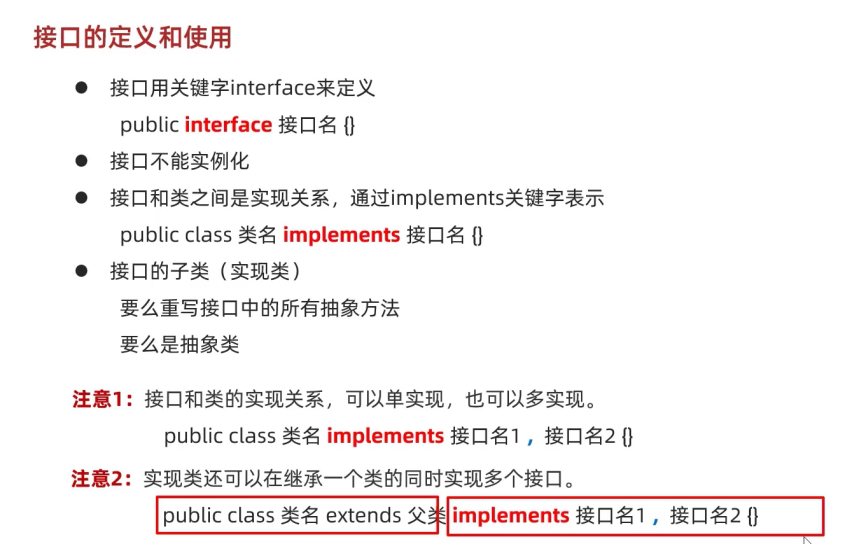 接口的定义和使用
● 接口用关键字interface来定义
public interface 接口名 {}
● 接口不能实例化
● 接口和类之间是实现关系，通过implements关键字表示
public class 类名 implements 接口名 {}
● 接口的子类（实现类）
要么重写接口中的所有抽象方法
要么是抽象类
注意1：接口和类的实现关系，可以单实现，也可以多实现。
public class 类名 implements 接口名1 ，接口名2 {}
注意2：实现类还可以在继承一个类的同时实现多个接口。
public class 类名 extends 父类 implements 接口名1 ，接口名2 {}